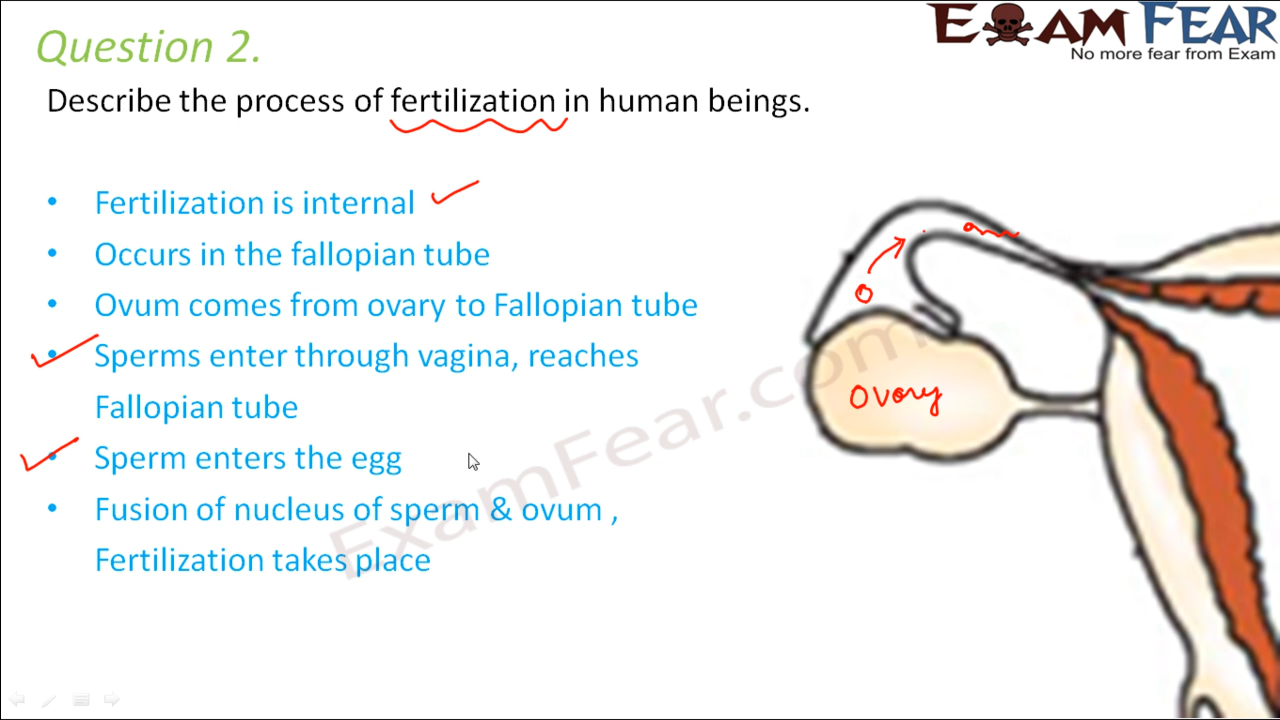 Question 2.
EXAM FEAR
No more fear from Exam
Describe the process of fertilization in human beings.
• Fertilization is internal
• Occurs in the fallopian tube
• Ovum comes from ovary to Fallopian tube
• Sperms enter through vagina, reaches
Fallopian tube
• Sperm enters the egg
• Fusion of nucleus of sperm & ovum ,
Fertilization takes place
Ovary
ExamFear.com